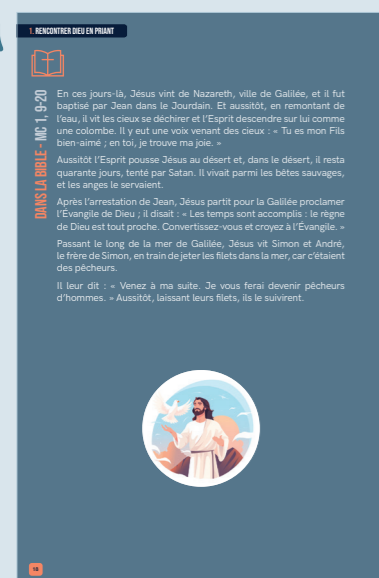 1. RENCONTRER DIEU EN PRIANT
DANS LA BIBLE - MC 1, 9-20
En ces jours-là, Jésus vint de Nazareth, ville de Galilée, et il fut
baptisé par Jean dans le Jourdain. Et aussitôt, en remontant de
l'eau, il vit les cieux se déchirer et l'Esprit descendre sur lui comme
une colombe. Il y eut une voix venant des cieux : « Tu es mon Fils
bien-aimé ; en toi, je trouve ma joie. »
Aussitôt l'Esprit pousse Jésus au désert et, dans le désert, il resta
quarante jours, tenté par Satan. Il vivait parmi les bêtes sauvages,
et les anges le servaient.
Après l'arrestation de Jean, Jésus partit pour la Galilée proclamer
l'Évangile de Dieu ; il disait : « Les temps sont accomplis : le règne
de Dieu est tout proche. Convertissez-vous et croyez à l'Évangile. »
Passant le long de la mer de Galilée, Jésus vit Simon et André,
le frère de Simon, en train de jeter les filets dans la mer, car c'étaient
des pêcheurs.
Il leur dit : « Venez à ma suite. Je vous ferai devenir pêcheurs
d'hommes. » Aussitôt, laissant leurs filets, ils le suivirent.
18